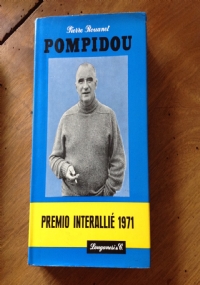 Pierre Rouanet
POMPIDOU
PREMIO INTERALLIÉ 1971
Longanesi & C.